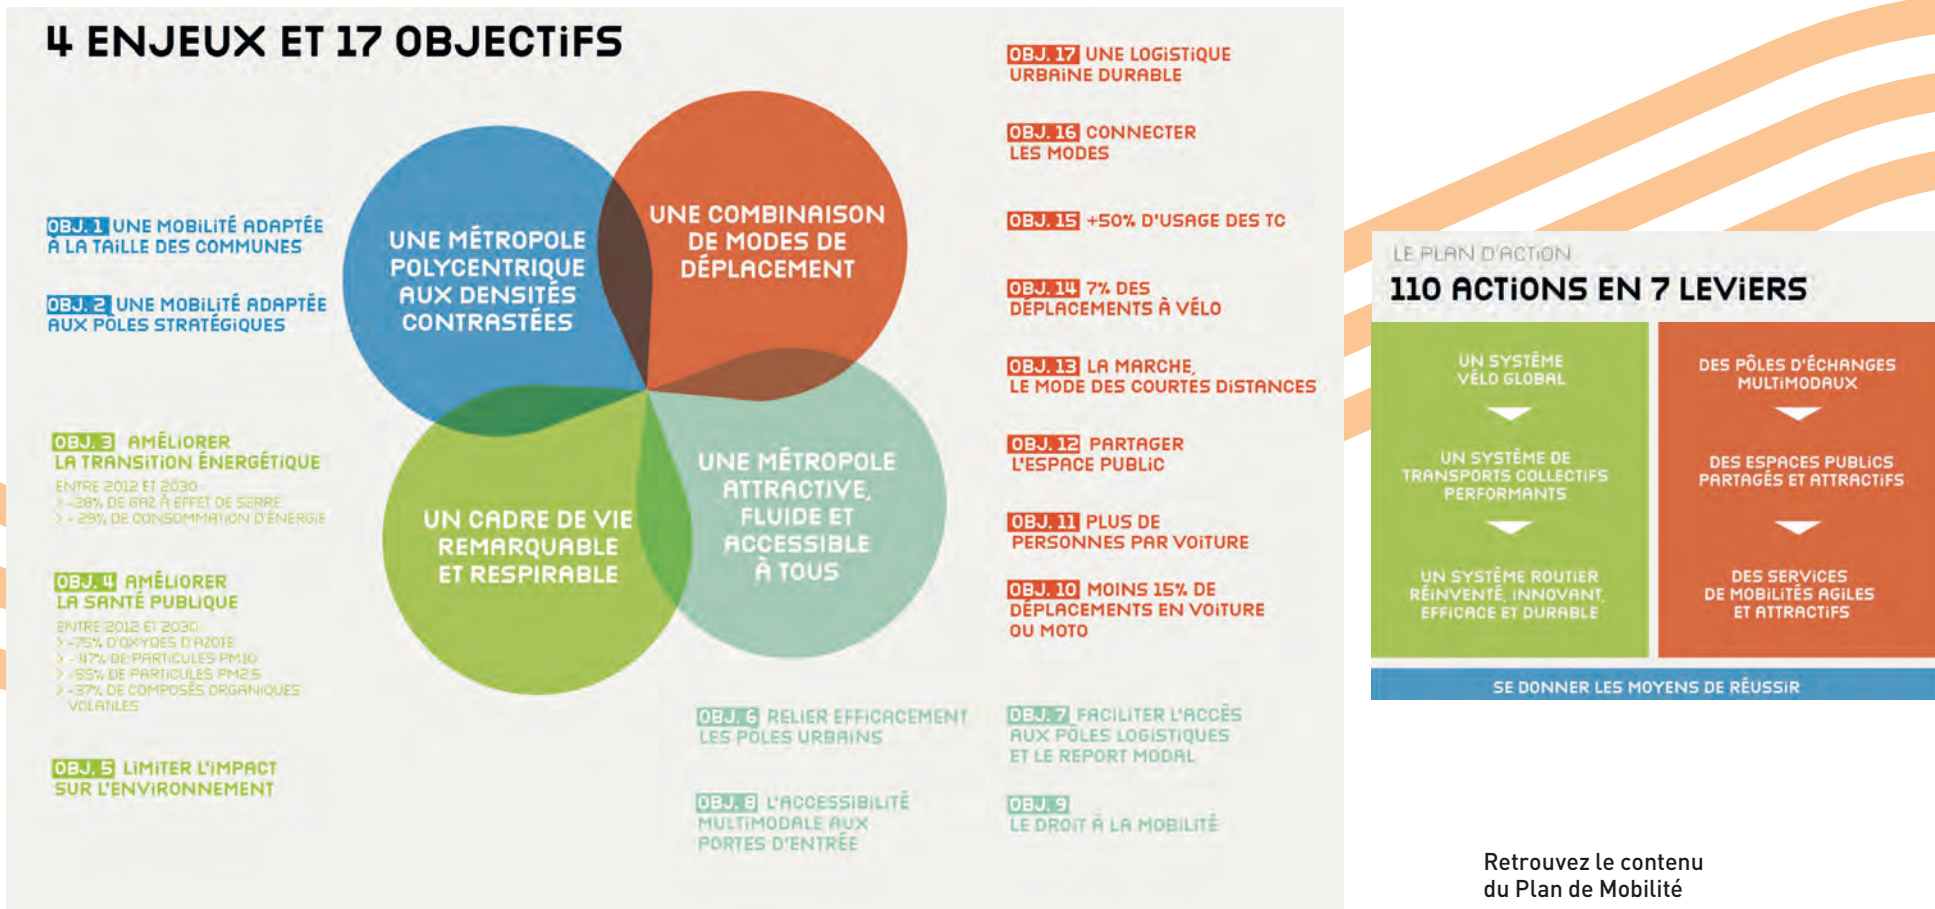 4 ENJEUX ET 17 OBJECTiFS
OBJ. 1 UNE MOBiLiTÉ ADAPTÉE
À LA TAiLLE DES COMMUNES
OBJ. 2 UNE MOBiLiTÉ ADAPTÉE
AUX PÔLES STRATÉGiQUES
OBJ. 3 AMÉLiORER
LA TRANSiTiON ÉNERGÉTiQUE
ENTRE 2012 ET 2030
> -28% DE GAZ À EFFET DE SERRE
> - 29% DE CONSOMMATiON D'ÉNERGiE
OBJ. 4 AMÉLiORER
LA SANTÉ PUBLiQUE
ENTRE 2012 ET 2030
> -75% D'OXYDES D'AZOTE
> - 47% DE PARTiCULES PM10
> -55% DE PARTiCULES PM2.5
> -37% DE COMPOSÉS ORGANiQUES
VOLATiLES
OBJ. 5 LiMiTER L'iMPACT
SUR L'ENViRONNEMENT
UNE MÉTROPOLE
POLYCENTRiQUE
AUX DENSiTÉS
CONTRASTÉES
UNE COMBiNAiSON
DE MODES DE
DÉPLACEMENT
UN CADRE DE ViE
REMARQUABLE
ET RESPiRABLE
UNE MÉTROPOLE
ATTRACTiVE,
FLUiDE ET
ACCESSiBLE
À TOUS
OBJ. 6 RELiER EFFiCACEMENT
LES PÔLES URBAiNS
OBJ. 8 L'ACCESSiBiLiTÉ
MULTiMODALE AUX
PORTES D'ENTRÉE
OBJ. 17 UNE LOGiSTiQUE
URBAiNE DURABLE
OBJ. 16 CONNECTER
LES MODES
OBJ. 15 +50% D'USAGE DES TC
OBJ. 14 7% DES
DÉPLACEMENTS À VÉLO
OBJ. 13 LA MARCHE,
LE MODE DES COURTES DiSTANCES
OBJ. 12 PARTAGER
L'ESPACE PUBLiC
OBJ. 11 PLUS DE
PERSONNES PAR VOiTURE
OBJ. 10 MOiNS 15% DE
DÉPLACEMENTS EN VOiTURE
OU MOTO
OBJ. 7 FACiLiTER L'ACCÈS
AUX PÔLES LOGiSTiQUES
ET LE REPORT MODAL
OBJ. 9
LE DROiT À LA MOBiLiTÉ
LE PLAN D'ACTiON
110 ACTiONS EN 7 LEViERS
UN SYSTÈME
VÉLO GLOBAL
UN SYSTÈME DE
TRANSPORTS COLLECTiFS
PERFORMANTS
UN SYSTÈME ROUTiER
RÉiNVENTÉ, iNNOVANT,
EFFiCACE ET DURABLE
DES PÔLES D'ÉCHANGES
MULTiMODAUX
DES ESPACES PUBLiCS
PARTAGÉS ET ATTRACTiFS
DES SERViCES
DE MOBiLiTÉS AGiLES
ET ATTRACTiFS
SE DONNER LES MOYENS DE RÉUSSiR
Retrouvez le contenu
du Plan de Mobilité